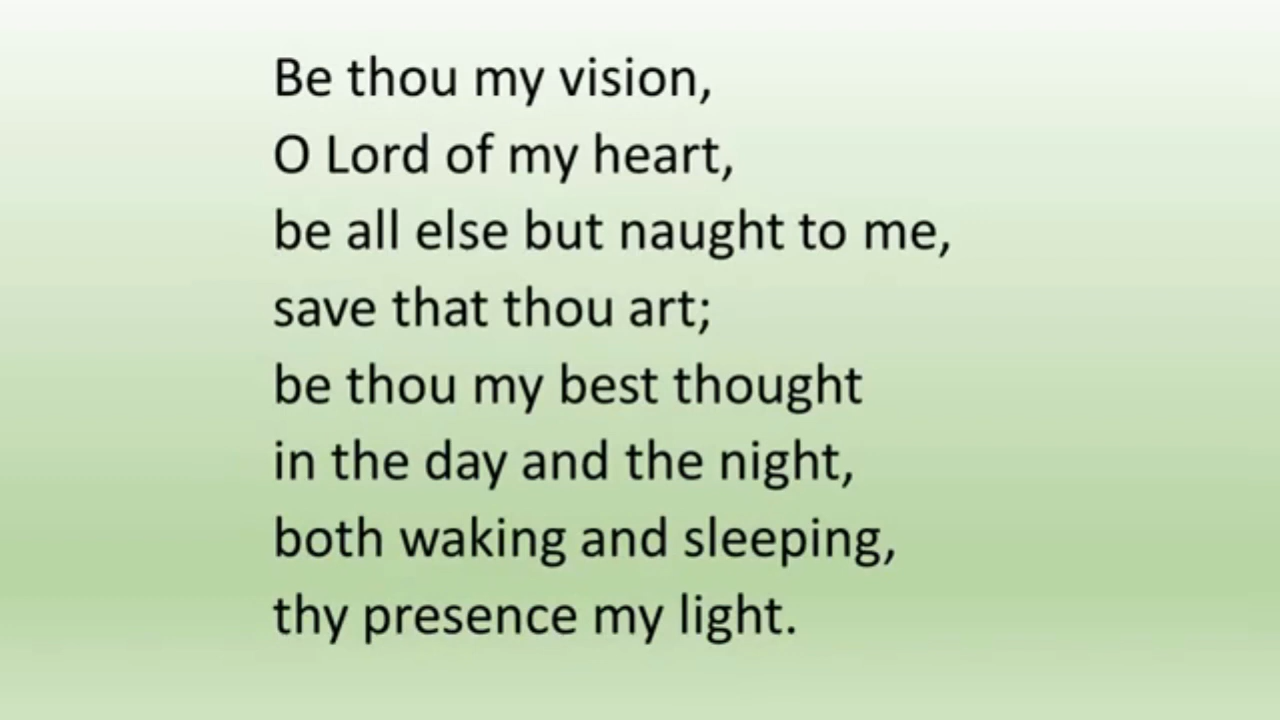 Be thou my vision,
O Lord of my heart,
be all else but naught to me,
save that thou art;
be thou my best thought
in the day and the night,
both waking and sleeping,
thy presence my light.